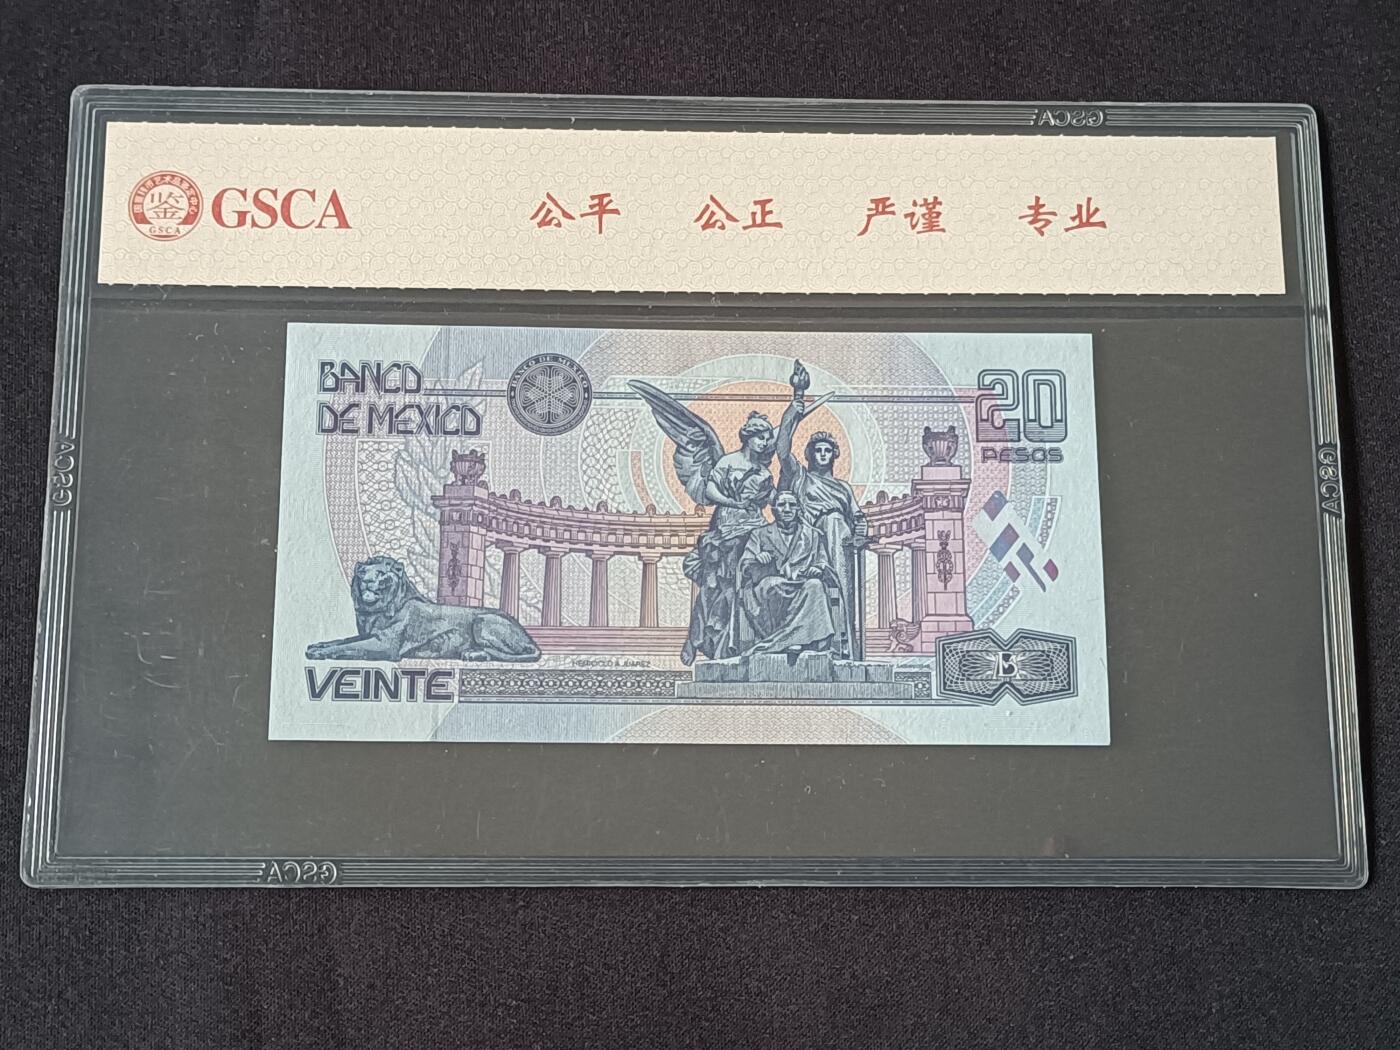 GSCA
GSCA
GSCA
公平 公正 严谨 专业
BANCO
DE MEXICO
BANCO DE MEXICO
20
PESOS
HEMICICLO A JUAREZ
VEINTE
GSCA
GSCA
GSCA